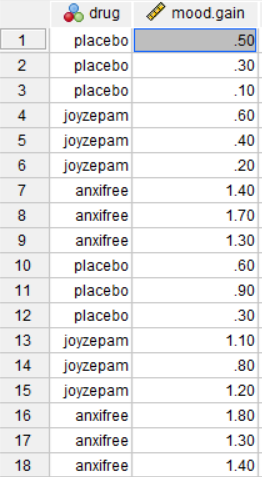 drug mood.gain
1 placebo .50
2 placebo .30
3 placebo .10
4 joyzepam .60
5 joyzepam .40
6 joyzepam .20
7 anxifree 1.40
8 anxifree 1.70
9 anxifree 1.30
10 placebo .60
11 placebo .90
12 placebo .30
13 joyzepam 1.10
14 joyzepam .80
15 joyzepam 1.20
16 anxifree 1.80
17 anxifree 1.30
18 anxifree 1.40